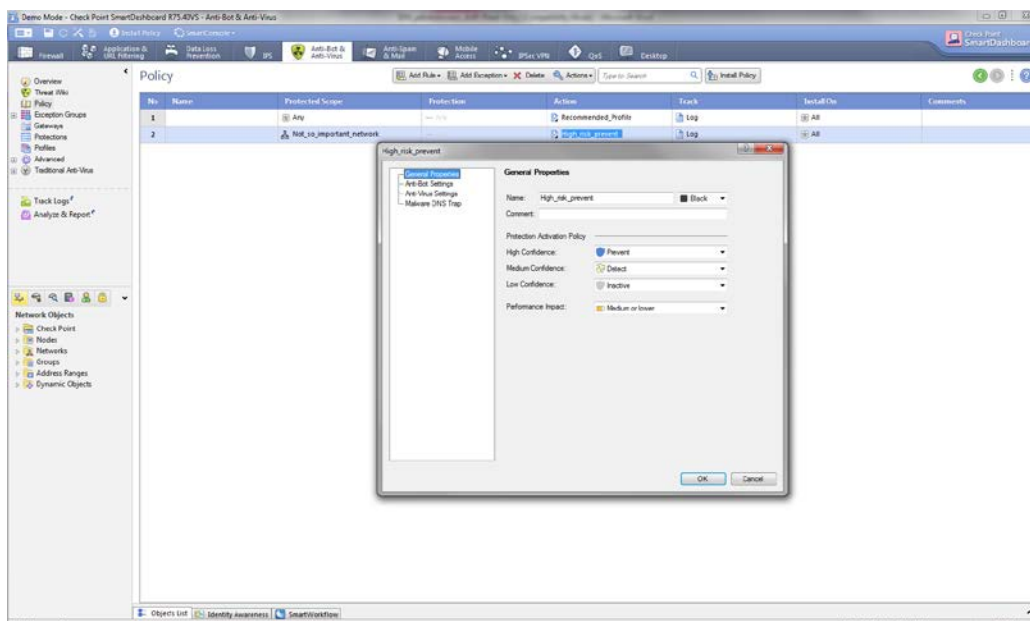 Demo Mode - Check Point SmartDashboard R75.40VS - Anti-Bot & Anti-Virus
Install Policy SmartConsole
Check Point
SmartDashboard
Firewall
Application &
URL Filtering
Data Loss
Prevention
IPS
Anti-Bot &
Anti-Virus
Anti-Spam
& Mail
Mobile
Access
IPSec VPN
QoS
Desktop
Overview
Threat Wiki
Policy
Exception Groups
Gateways
Protections
Profiles
Advanced
Traditional Anti-Virus
Track Logs
Analyze & Report
Network Objects
Check Point
Nodes
Networks
Groups
Address Ranges
Dynamic Objects
Policy
Add Rule Add Exception Delete Actions Type to Search Install Policy
No Name Protected Scope Protection Action Track Install On Comments
1 Any Recommended_Profile Log All
2 Not_so_important_network High_risk_prevent Log All
High_risk_prevent
General Properties
Anti-Bot Settings
Anti-Virus Settings
Malware DNS Trap
General Properties
Name: High_risk_prevent Black
Comment:
Protection Activation Policy
High Confidence: Prevent
Medium Confidence: Detect
Low Confidence: Inactive
Performance Impact: Medium or lower
OK Cancel
Objects List Identity Awareness SmartWorkflow